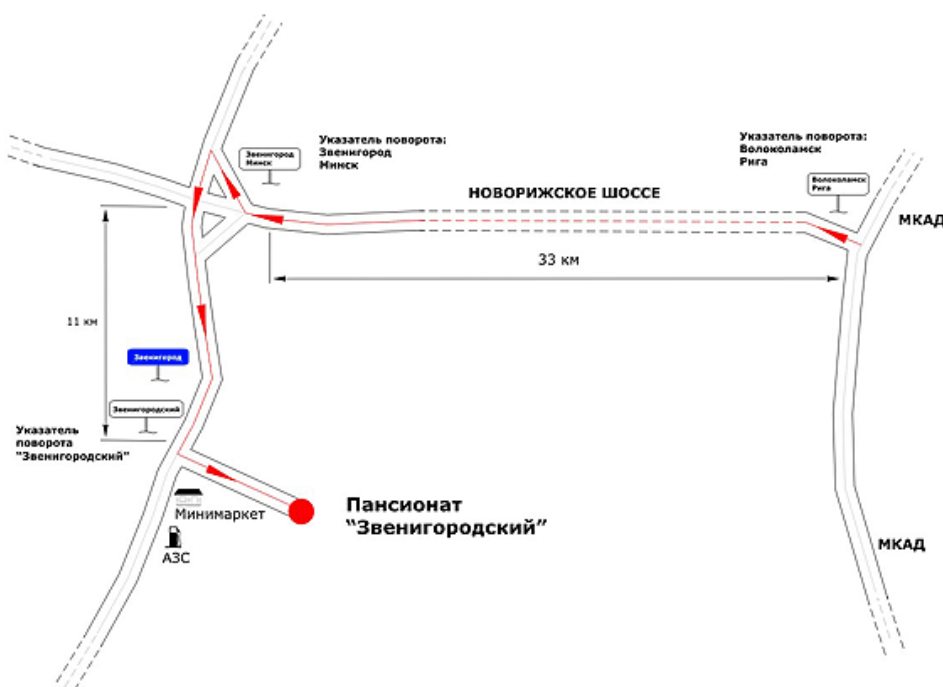 Указатель поворота:
Звенигород
Минск
Звенигород
Минск
Указатель поворота:
Волоколамск
Рига
Волоколамск
Рига
НОВОРИЖСКОЕ ШОССЕ
МКАД
33 км
11 км
Звенигород
Звенигородский
Указатель
поворота
"Звенигородский"
Минимаркет
АЗС
Пансионат
"Звенигородский"
МКАД